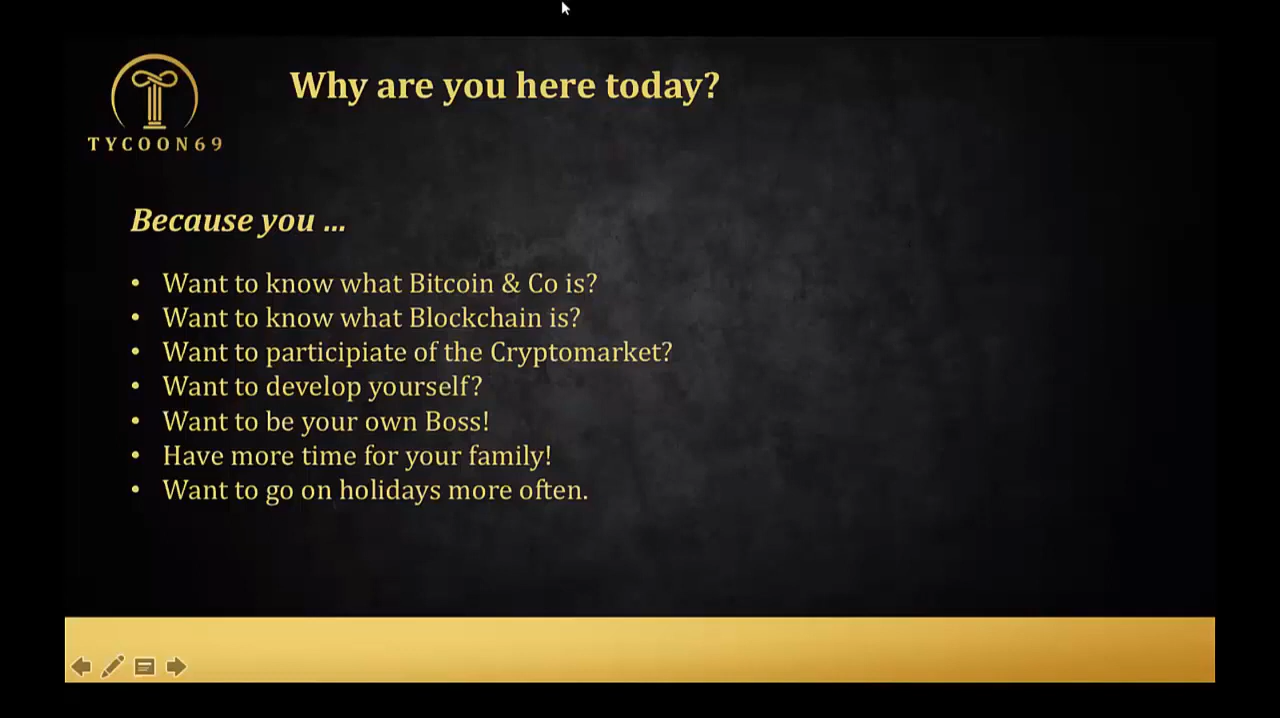 TYCOON69
Why are you here today?
Because you ...
• Want to know what Bitcoin & Co is?
• Want to know what Blockchain is?
• Want to participiate of the Cryptomarket?
• Want to develop yourself?
• Want to be your own Boss!
• Have more time for your family!
• Want to go on holidays more often.